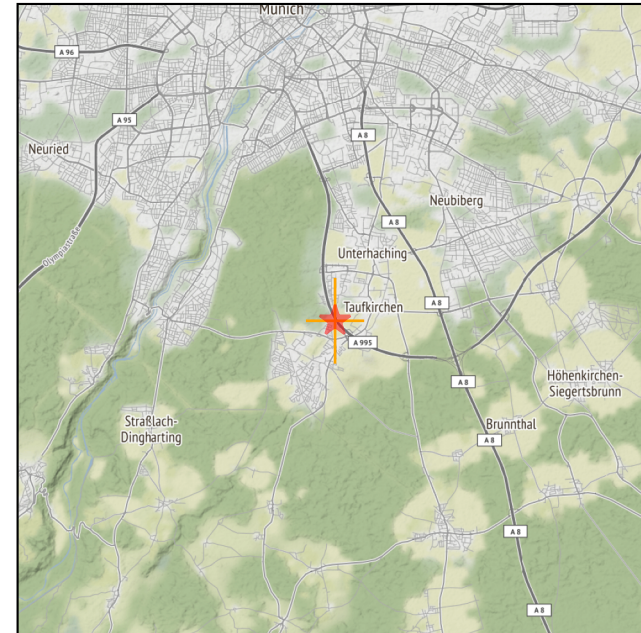 Munich
A 96
A 95
A 8
Neuried
Neubiberg
A 8
Olympiastraße
Unterhaching
A 8
Taufkirchen
A 995
A 8
Höhenkirchen-
Siegertsbrunn
Straßlach-
Dingharting
Brunnthal
A 8
A 8
A 8